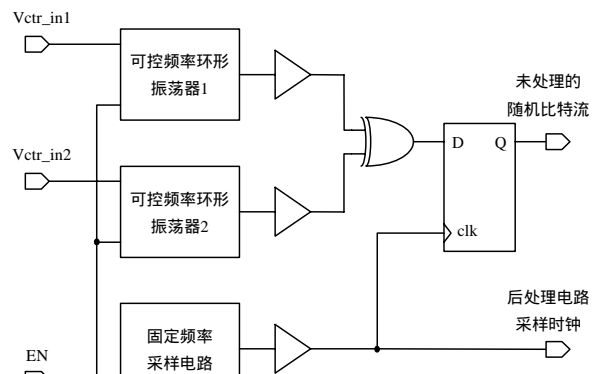 Vctr_in1
可控频率环形
振荡器1
未处理的
随机比特流
D
Q
Vctr_in2
可控频率环形
振荡器2
clk
后处理电路
采样时钟
固定频率
采样电路
EN